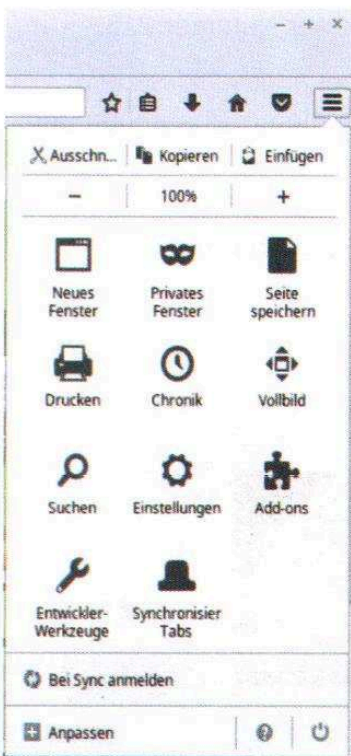 Ausschn... Kopieren Einfügen
− 100% +
Neues Fenster
Privates Fenster
Seite speichern
Drucken Chronik Vollbild
Suchen Einstellungen Add-ons
Entwickler-Werkzeuge
Synchronisier Tabs
Bei Sync anmelden
Anpassen